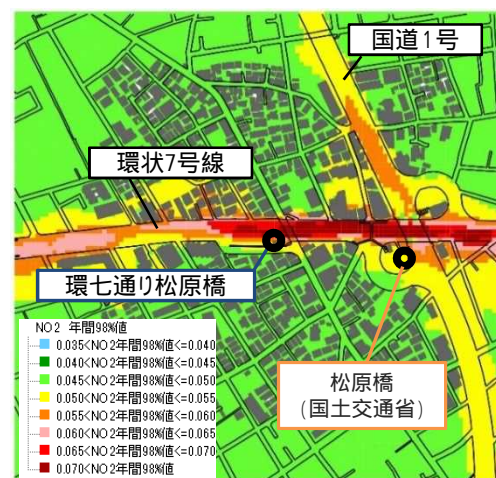 国道1号
環状7号線
環七通り松原橋
松原橋
(国土交通省)
NO2 年間98%値
0.035<NO2年間98%値<=0.040
0.040<NO2年間98%値<=0.045
0.045<NO2年間98%値<=0.050
0.050<NO2年間98%値<=0.055
0.055<NO2年間98%値<=0.060
0.060<NO2年間98%値<=0.065
0.065<NO2年間98%値<=0.070
0.070<NO2年間98%値